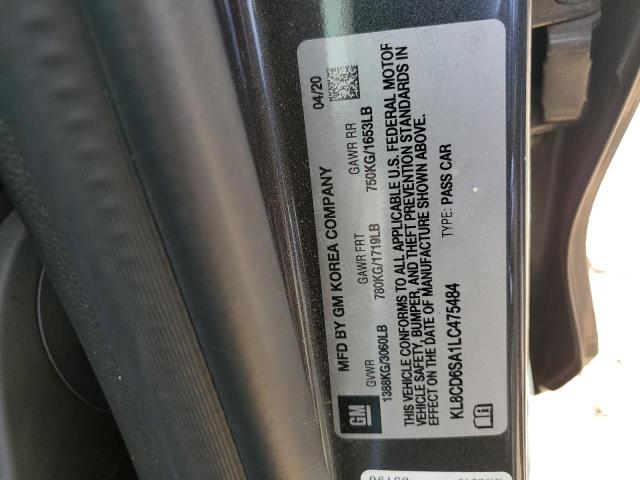 MFD BY GM KOREA COMPANY 04/20
GVWR GAWR FRT GAWR RR
1388KG/3060LB 780KG/1719LB 750KG/1653LB
THIS VEHICLE CONFORMS TO ALL APPLICABLE U.S. FEDERAL MOTOR
VEHICLE SAFETY, BUMPER, AND THEFT PREVENTION STANDARDS IN
EFFECT ON THE DATE OF MANUFACTURE SHOWN ABOVE.
KL8CD6SA1LC475484 TYPE: PASS CAR
GM